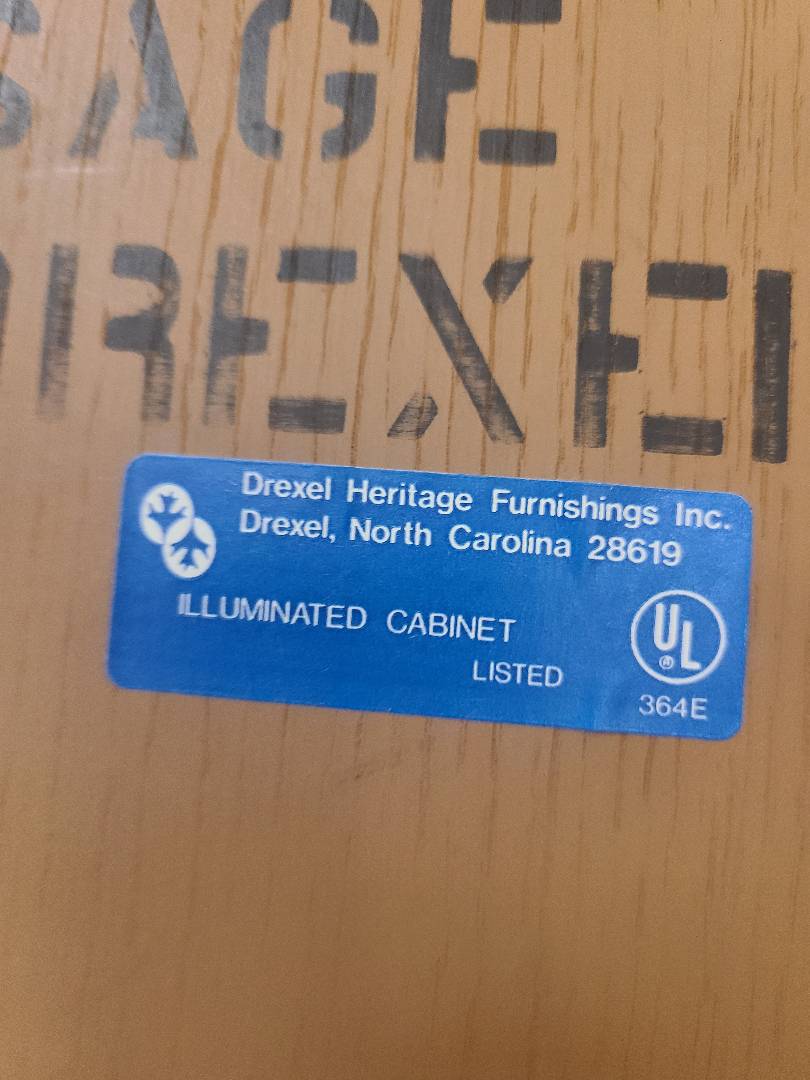 SAGE
DREXEL
Drexel Heritage Furnishings Inc.
Drexel, North Carolina 28619
ILLUMINATED CABINET
LISTED
UL
®
364E